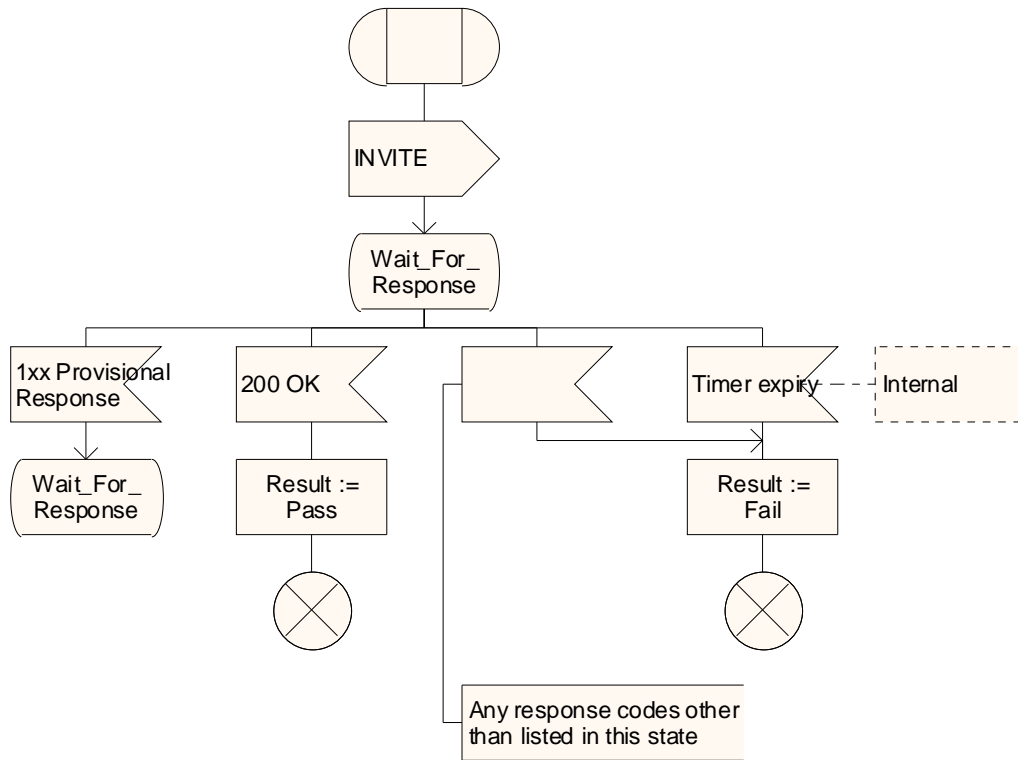 INVITE
Wait_For_
Response
1xx Provisional
Response
200 OK
Timer expiry
Internal
Wait_For_
Response
Result :=
Pass
Result :=
Fail
Any response codes other
than listed in this state